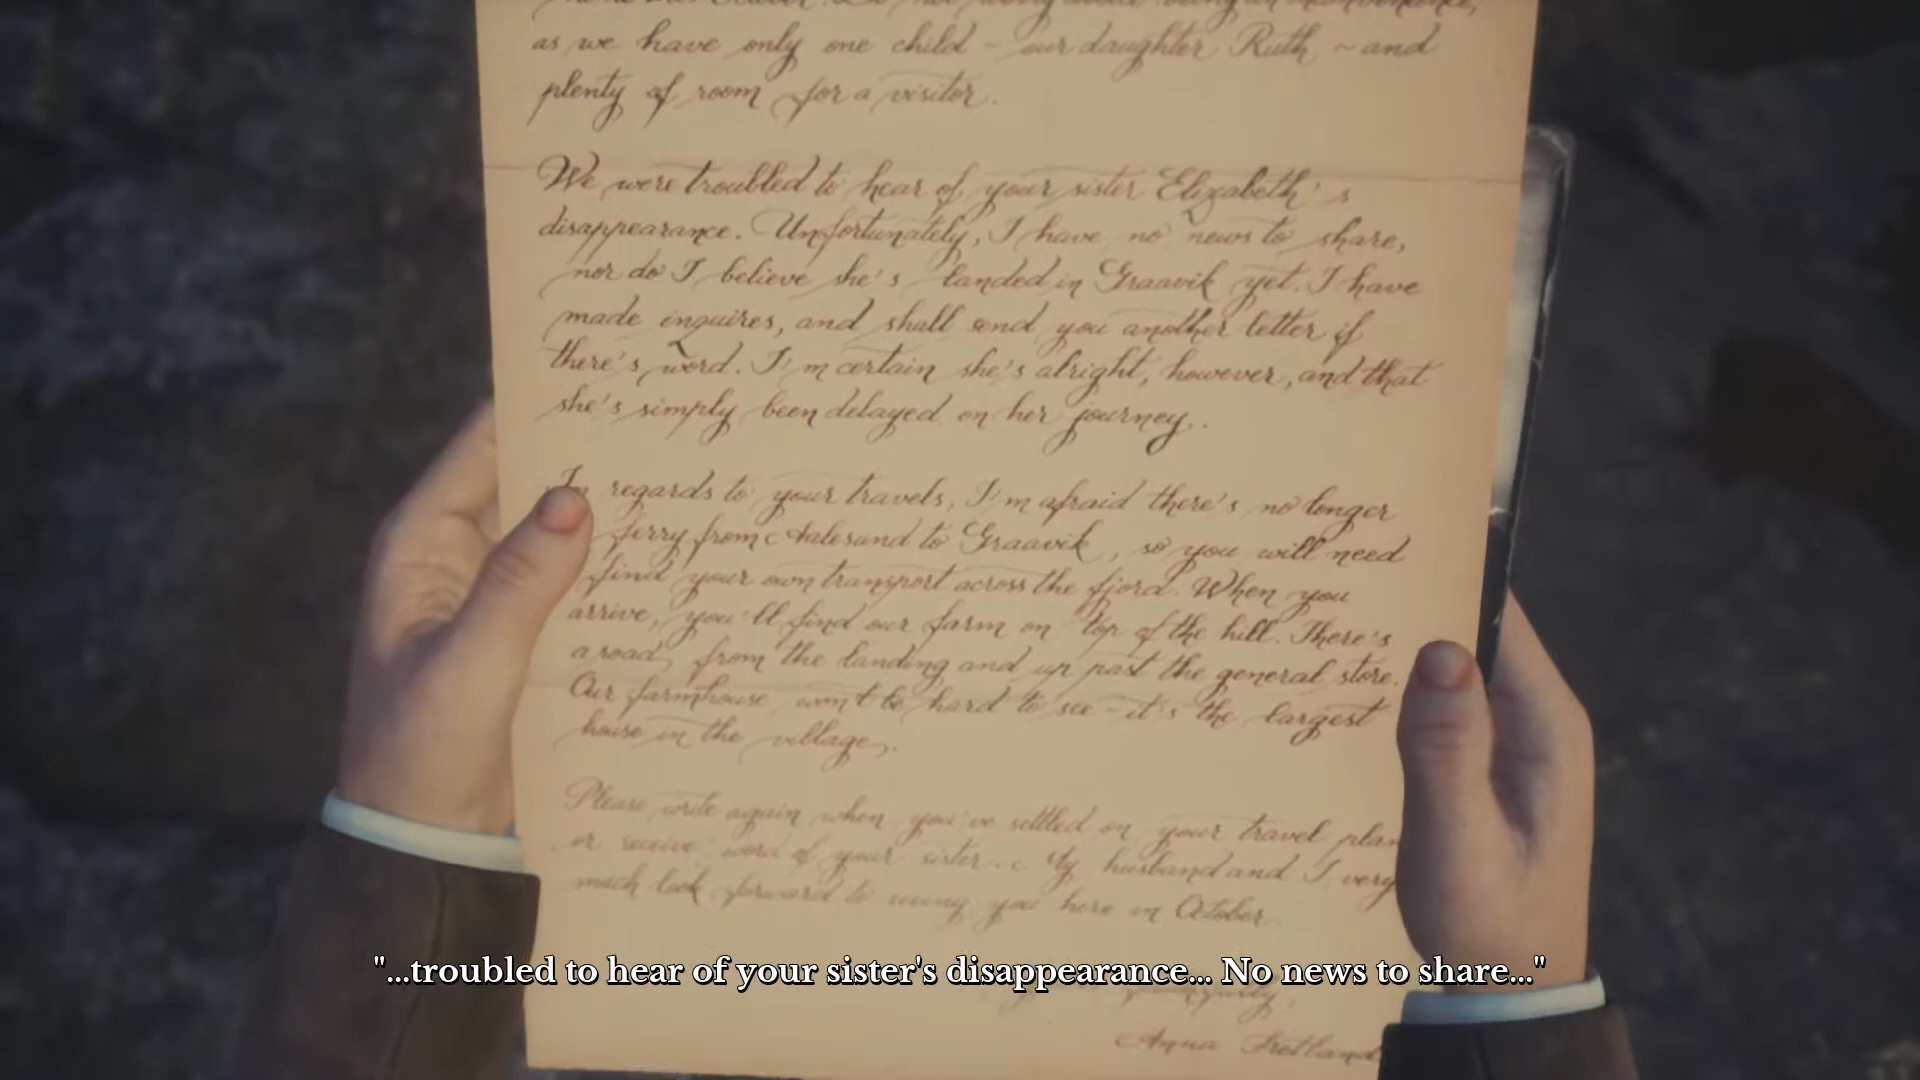 as we have only one child - our daughter Ruth - and
plenty of room for a visitor.
We were troubled to hear of your sister Elizabeth's
disappearance. Unfortunately, I have no news to share,
nor do I believe she's landed in Graavik yet. I have
made inquires, and shall send you another letter if
there's word. I'm certain she's alright, however, and that
she's simply been delayed on her journey.
In regards to your travels, I'm afraid there's no longer
ferry from Aalesand to Graavik, so you will need
find your own transport across the fjord. When you
arrive, you'll find our farm on top of the hill. There's
a road, from the landing and up past the general store.
Our farmhouse won't be hard to see - it's the largest
house in the village.
Please write again when you've settled on your travel plan
or receive word of your sister. My husband and I very
much look forward to seeing you here in October.
"...troubled to hear of your sister's disappearance... No news to share..."
Anna Fretland